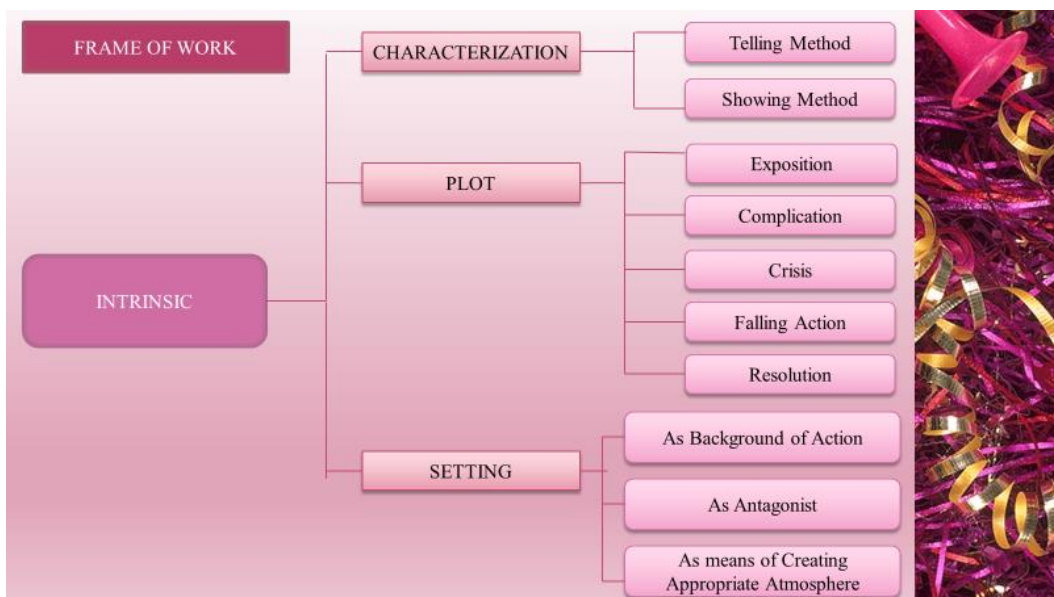 FRAME OF WORK
CHARACTERIZATION
Telling Method
Showing Method
PLOT
Exposition
Complication
Crisis
Falling Action
Resolution
INTRINSIC
SETTING
As Background of Action
As Antagonist
As means of Creating
Appropriate Atmosphere